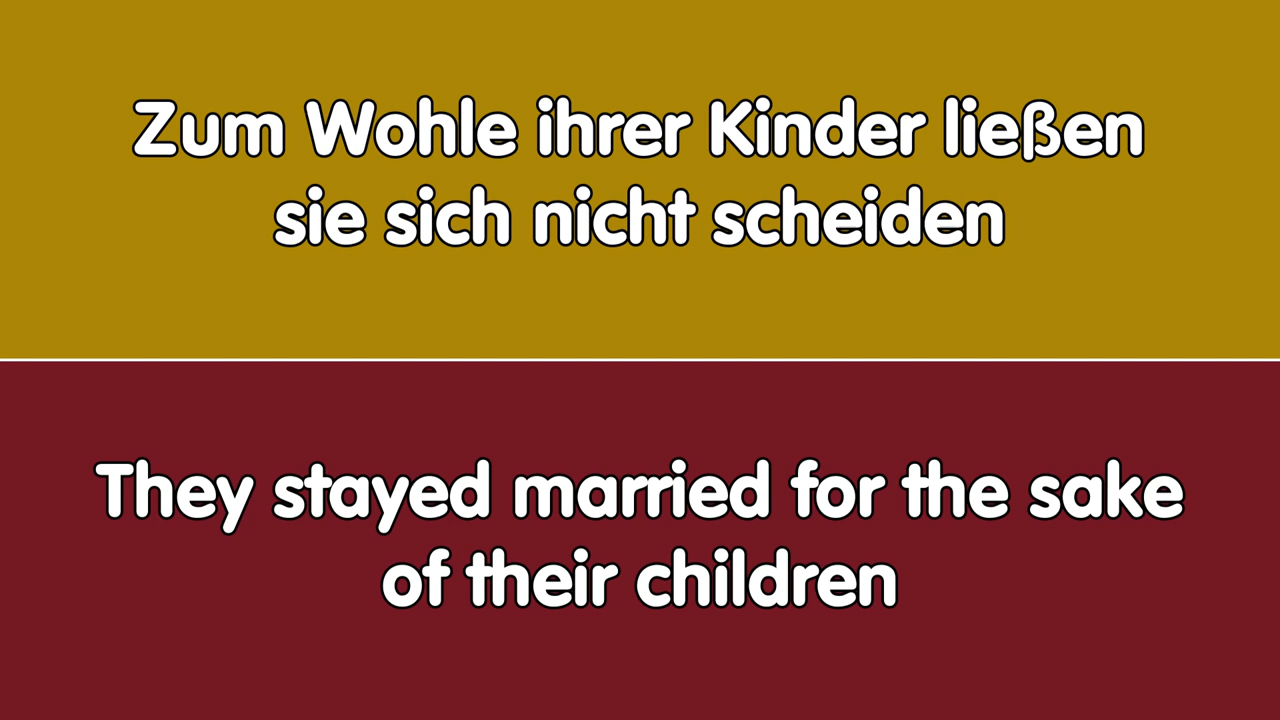 Zum Wohle ihrer Kinder ließen
sie sich nicht scheiden
They stayed married for the sake
of their children